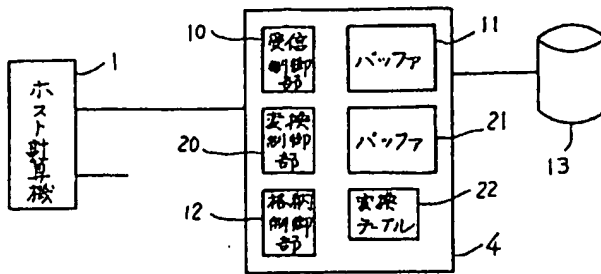 10
受信
制御
部
11
バッファ
1
ホスト計算機
20
変換
制御
部
バッファ
21
13
12
格納
制御
部
変換
テーブル
22
4